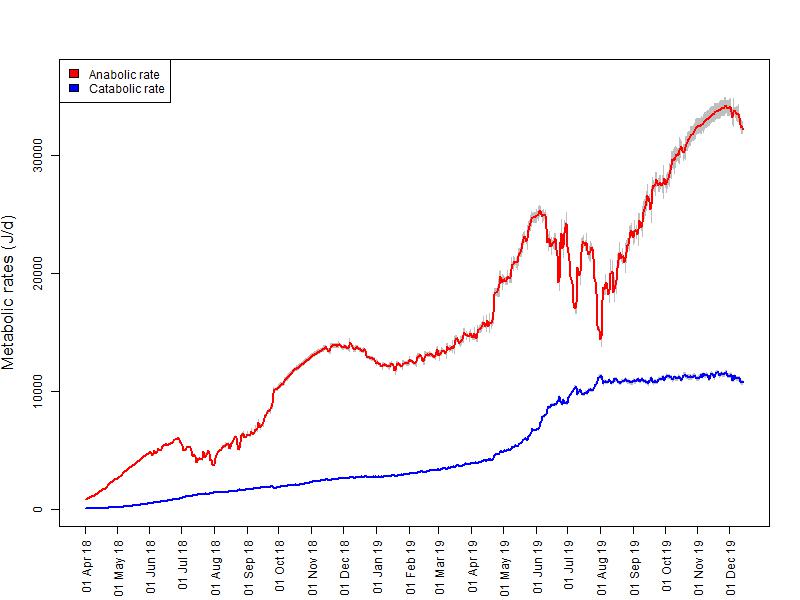 Anabolic rate
Catabolic rate
Metabolic rates (J/d)
30000
20000
10000
0
01 Apr 18
01 May 18
01 Jun 18
01 Jul 18
01 Aug 18
01 Sep 18
01 Oct 18
01 Nov 18
01 Dec 18
01 Jan 19
01 Feb 19
01 Mar 19
01 Apr 19
01 May 19
01 Jun 19
01 Jul 19
01 Aug 19
01 Sep 19
01 Oct 19
01 Nov 19
01 Dec 19